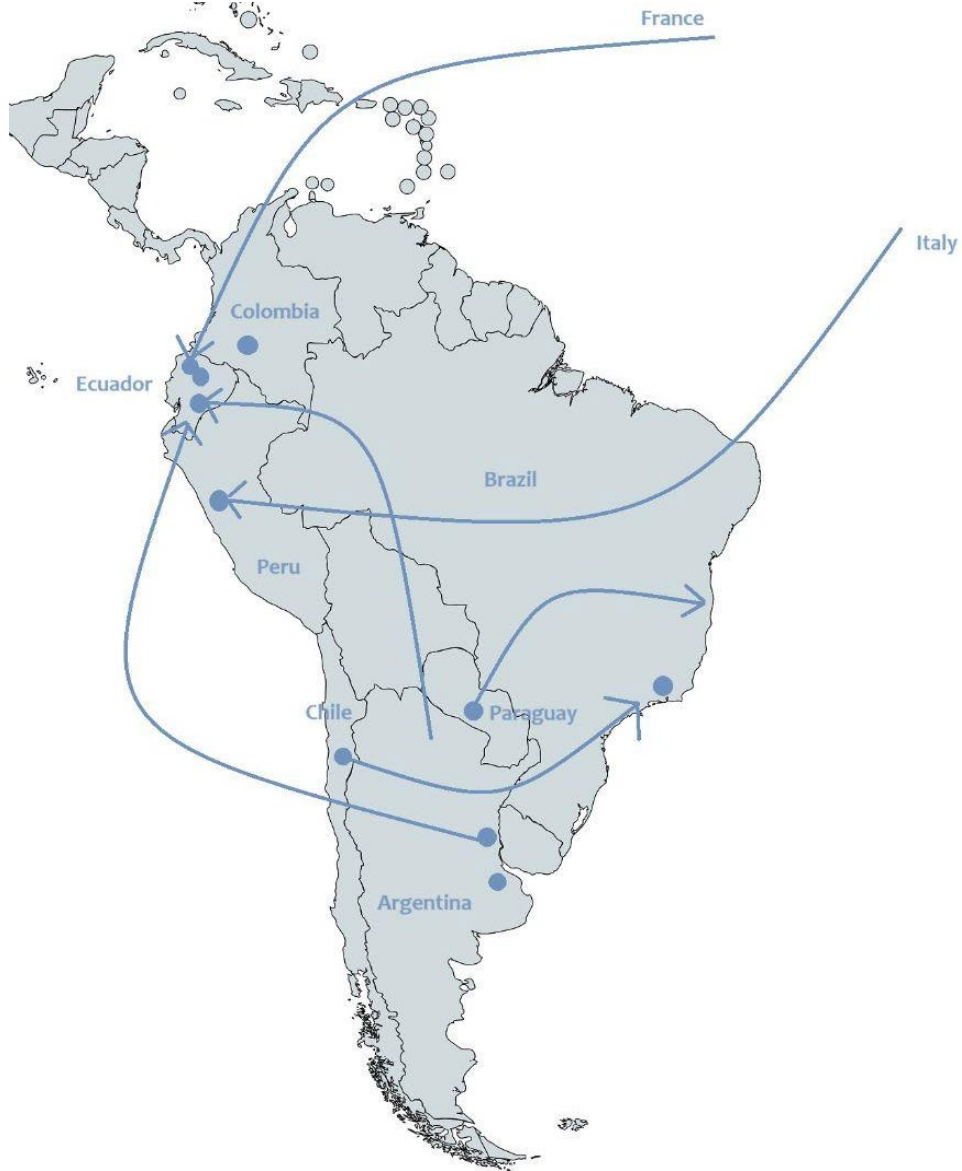 France
Italy
Colombia
Ecuador
Brazil
Peru
Chile
Paraguay
Argentina